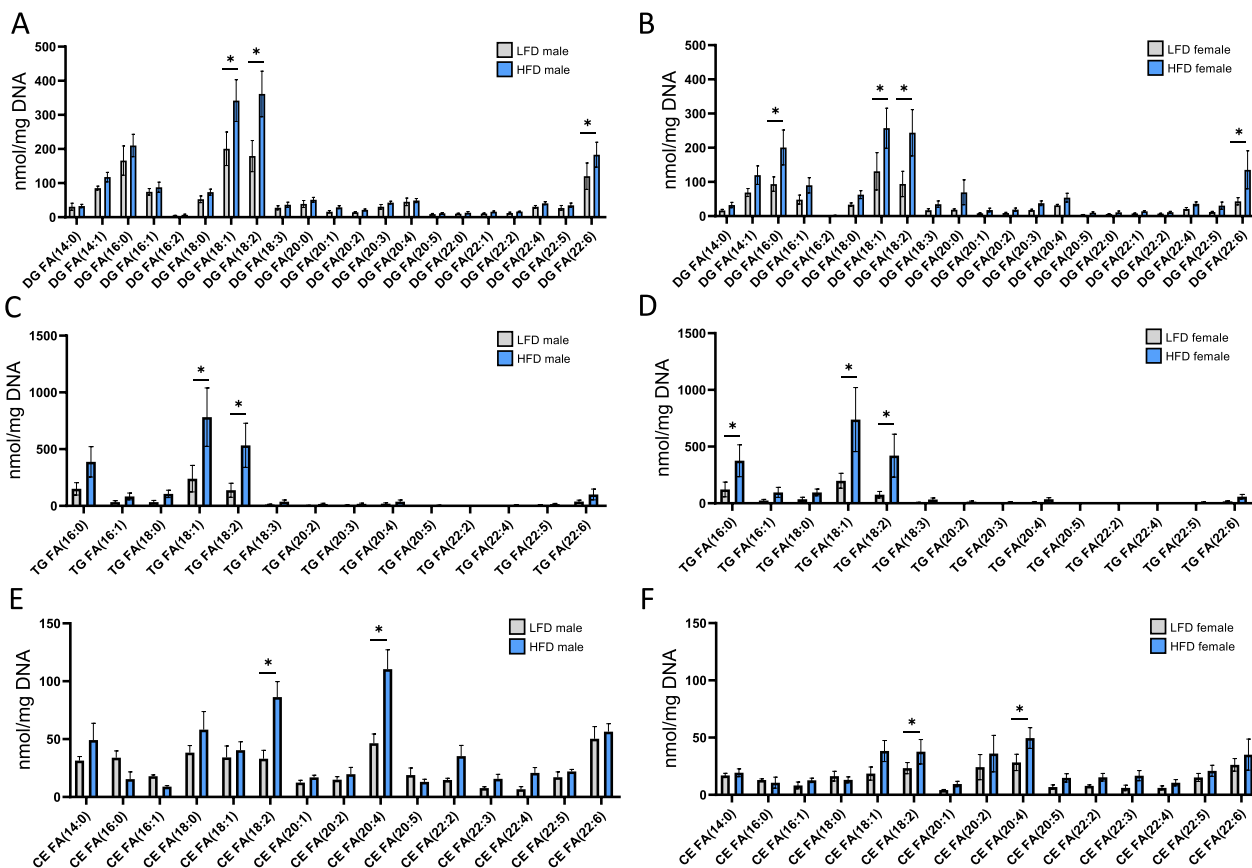 A
nmol/mg DNA
500
400
300
200
100
0
LFD male
HFD male
* * *
DG FA(14:0) DG FA(14:1) DG FA(16:0) DG FA(16:1) DG FA(16:2) DG FA(18:0) DG FA(18:1) DG FA(18:2) DG FA(18:3) DG FA(20:0) DG FA(20:1) DG FA(20:2) DG FA(20:3) DG FA(20:4) DG FA(20:5) DG FA(22:0) DG FA(22:1) DG FA(22:2) DG FA(22:4) DG FA(22:5) DG FA(22:6)
B
nmol/mg DNA
500
400
300
200
100
0
LFD female
HFD female
* * * *
DG FA(14:0) DG FA(14:1) DG FA(16:0) DG FA(16:1) DG FA(16:2) DG FA(18:0) DG FA(18:1) DG FA(18:2) DG FA(18:3) DG FA(20:0) DG FA(20:1) DG FA(20:2) DG FA(20:3) DG FA(20:4) DG FA(20:5) DG FA(22:0) DG FA(22:1) DG FA(22:2) DG FA(22:4) DG FA(22:5) DG FA(22:6)
C
nmol/mg DNA
1500
1000
500
0
LFD male
HFD male
* *
TG FA(16:0) TG FA(16:1) TG FA(18:0) TG FA(18:1) TG FA(18:2) TG FA(18:3) TG FA(20:2) TG FA(20:3) TG FA(20:4) TG FA(20:5) TG FA(22:2) TG FA(22:4) TG FA(22:5) TG FA(22:6)
D
nmol/mg DNA
1500
1000
500
0
LFD female
HFD female
* * *
TG FA(16:0) TG FA(16:1) TG FA(18:0) TG FA(18:1) TG FA(18:2) TG FA(18:3) TG FA(20:2) TG FA(20:3) TG FA(20:4) TG FA(20:5) TG FA(22:2) TG FA(22:4) TG FA(22:5) TG FA(22:6)
E
nmol/mg DNA
150
100
50
0
LFD male
HFD male
* *
CE FA(14:0) CE FA(16:0) CE FA(16:1) CE FA(18:0) CE FA(18:1) CE FA(18:2) CE FA(20:1) CE FA(20:2) CE FA(20:4) CE FA(20:5) CE FA(22:2) CE FA(22:3) CE FA(22:4) CE FA(22:5) CE FA(22:6)
F
nmol/mg DNA
150
100
50
0
LFD female
HFD female
* *
CE FA(14:0) CE FA(16:0) CE FA(16:1) CE FA(18:0) CE FA(18:1) CE FA(18:2) CE FA(20:1) CE FA(20:2) CE FA(20:4) CE FA(20:5) CE FA(22:2) CE FA(22:3) CE FA(22:4) CE FA(22:5) CE FA(22:6)